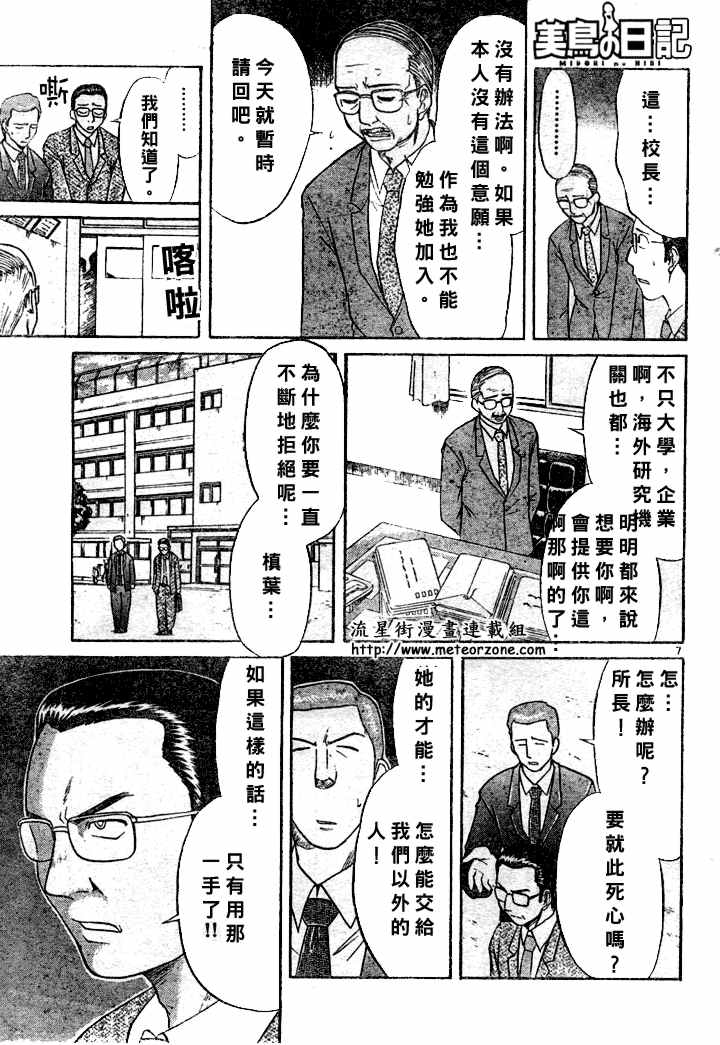 美鳥の日記
MIDORI no HIBI
這…校長…
………
………
沒有辦法啊。如果
本人沒有這個意願…
作為我也不能
勉強她加入。
今天就暫時
請回吧。
………
我們知道了。
嘶
「喀
啦
不只大學，企業
啊，海外研究機
關也都…
明明都來說
想要你啊，
會提供你這
啊那啊的了…
為什麼你要一直
不斷地拒絕呢…
槙葉…
流星街漫畫連載組
http://www.meteorzone.com
7
怎…
怎麼辦呢？
所長！
要就此死心嗎？
她的才能…
怎麼能交給
我們以外的
人！
如果這樣的話…
只有用那
一手了!!